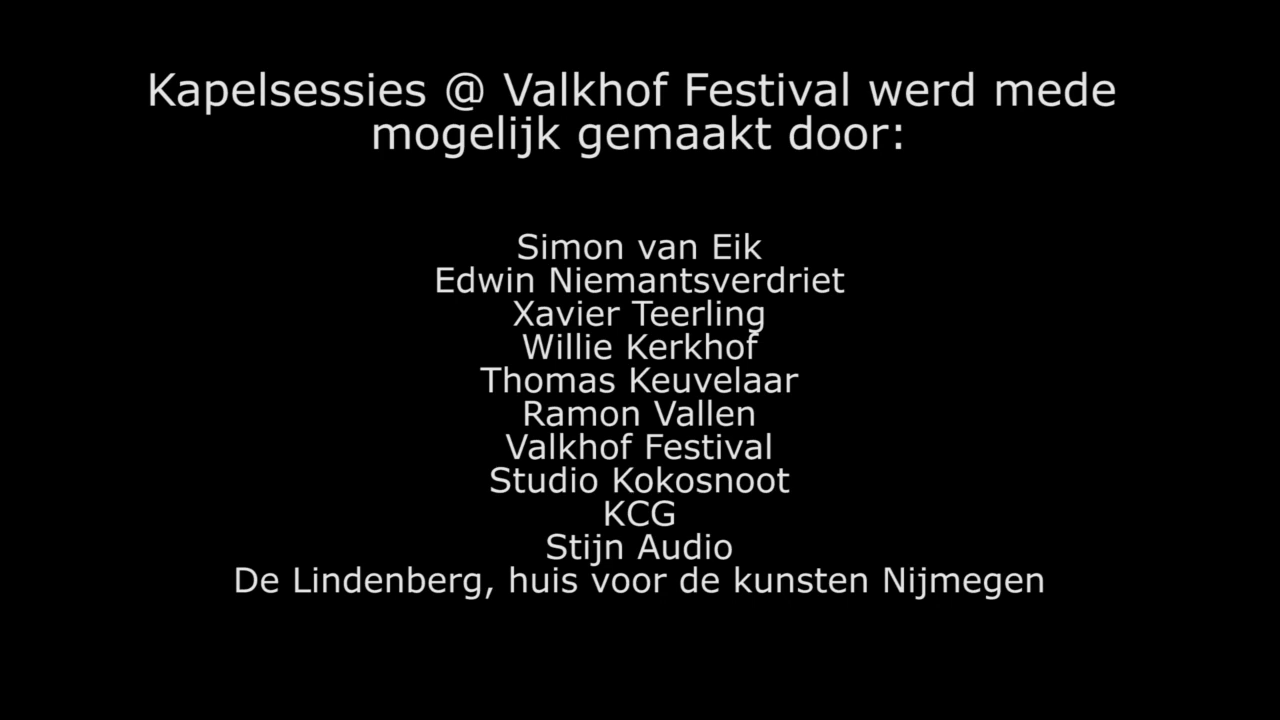 Kapelsessies @ Valkhof Festival werd mede
mogelijk gemaakt door:
Simon van Eik
Edwin Niemantsverdriet
Xavier Teerling
Willie Kerkhof
Thomas Keuvelaar
Ramon Vallen
Valkhof Festival
Studio Kokosnoot
KCG
Stijn Audio
De Lindenberg, huis voor de kunsten Nijmegen